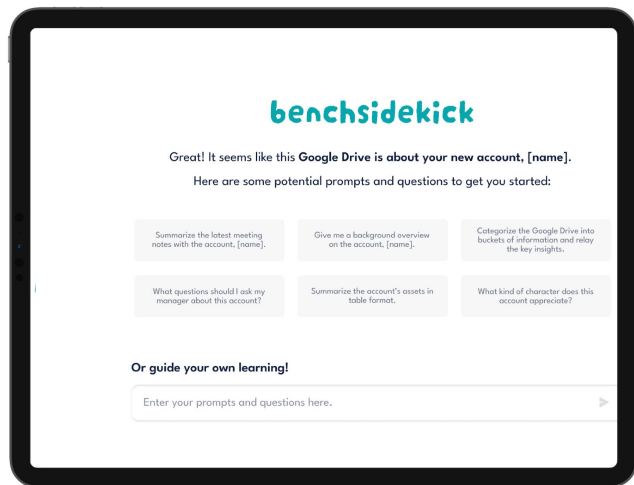 benchsidekick
Great! It seems like this Google Drive is about your new account, [name].
Here are some potential prompts and questions to get you started:
Summarize the latest meeting
notes with the account, [name].
Give me a background overview
on the account, [name].
Categorize the Google Drive into
buckets of information and relay
the key insights.
What questions should I ask my
manager about this account?
Summarize the account's assets in
table format.
What kind of character does this
account appreciate?
Or guide your own learning!
Enter your prompts and questions here.